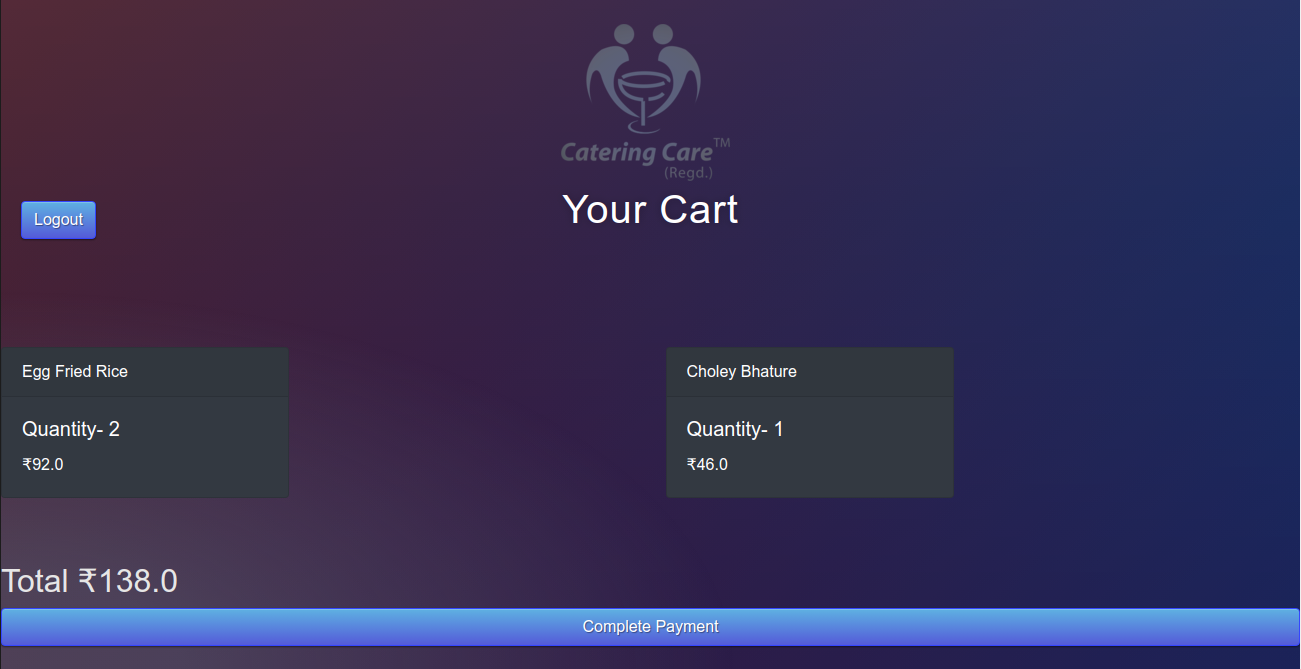 Catering Care™
(Regd.)
Your Cart
Logout
Egg Fried Rice
Quantity- 2
₹92.0
Choley Bhature
Quantity- 1
₹46.0
Total ₹138.0
Complete Payment